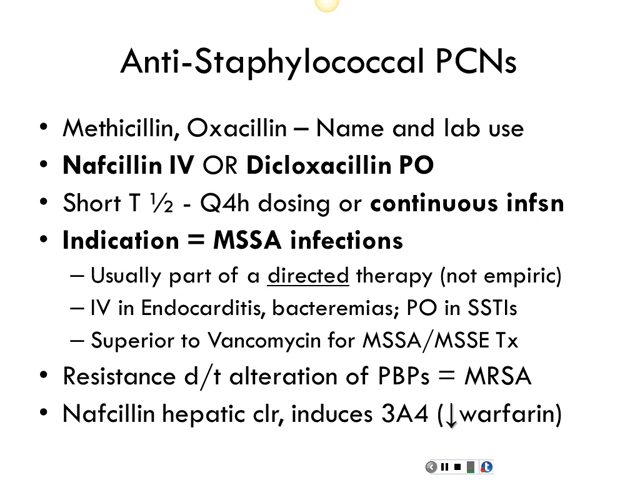 Anti-Staphylococcal PCNs
• Methicillin, Oxacillin – Name and lab use
• Nafcillin IV OR Dicloxacillin PO
• Short T ½ - Q4h dosing or continuous infsn
• Indication = MSSA infections
– Usually part of a directed therapy (not empiric)
– IV in Endocarditis, bacteremias; PO in SSTIs
– Superior to Vancomycin for MSSA/MSSE Tx
• Resistance d/t alteration of PBPs = MRSA
• Nafcillin hepatic clr, induces 3A4 (↓warfarin)